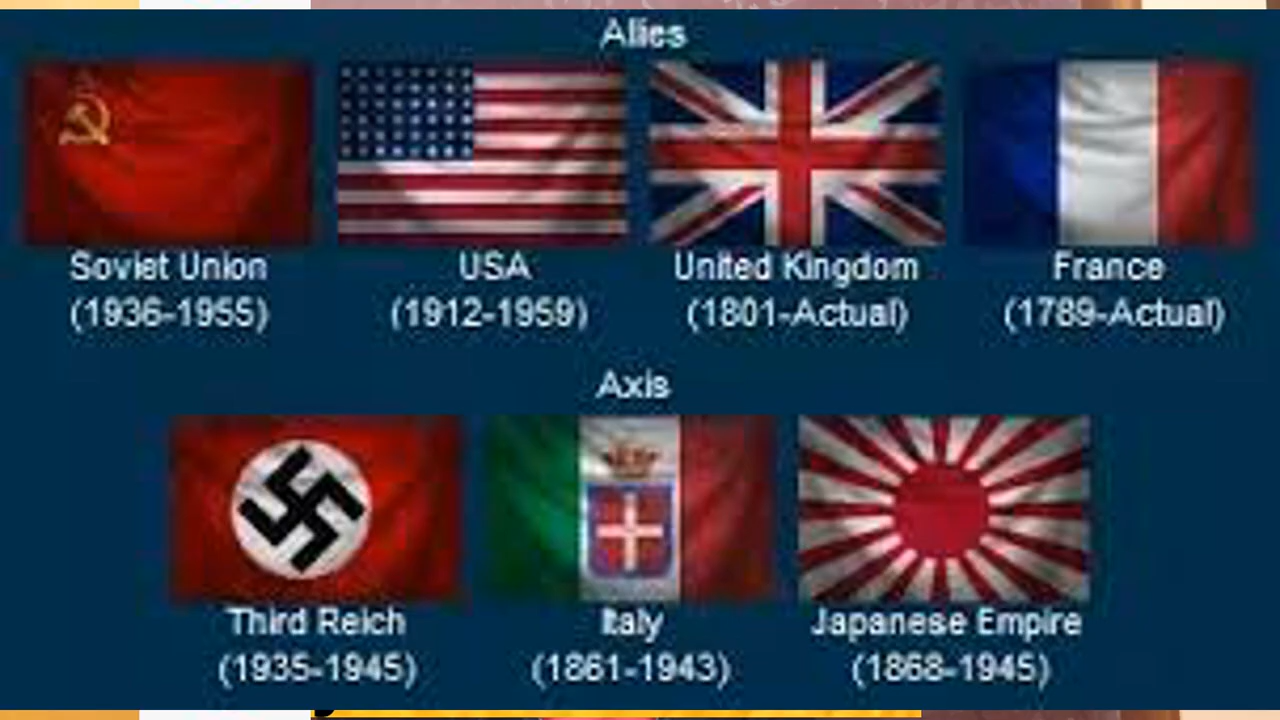 Allies
Soviet Union USA United Kingdom France
(1936-1955) (1912-1959) (1801-Actual) (1789-Actual)
Axis
Third Reich Italy Japanese Empire
(1935-1945) (1861-1943) (1868-1945)